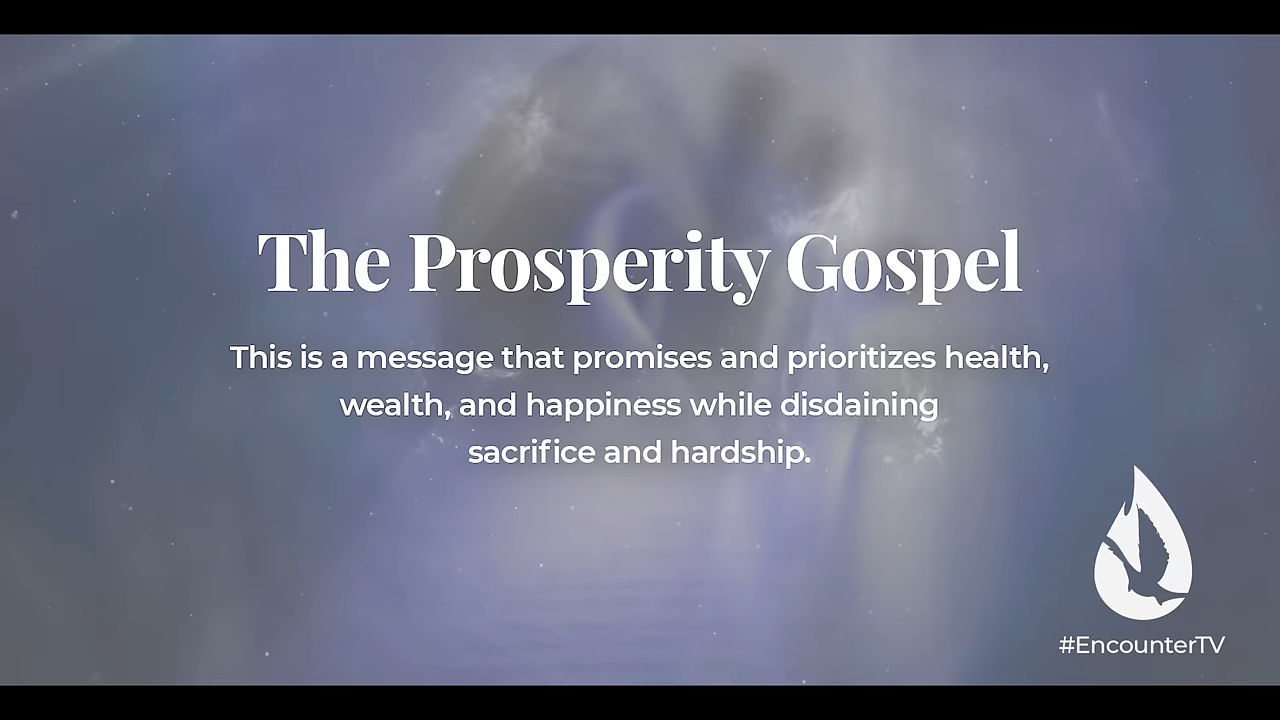 The Prosperity Gospel
This is a message that promises and prioritizes health,
wealth, and happiness while disdaining
sacrifice and hardship.
#EncounterTV